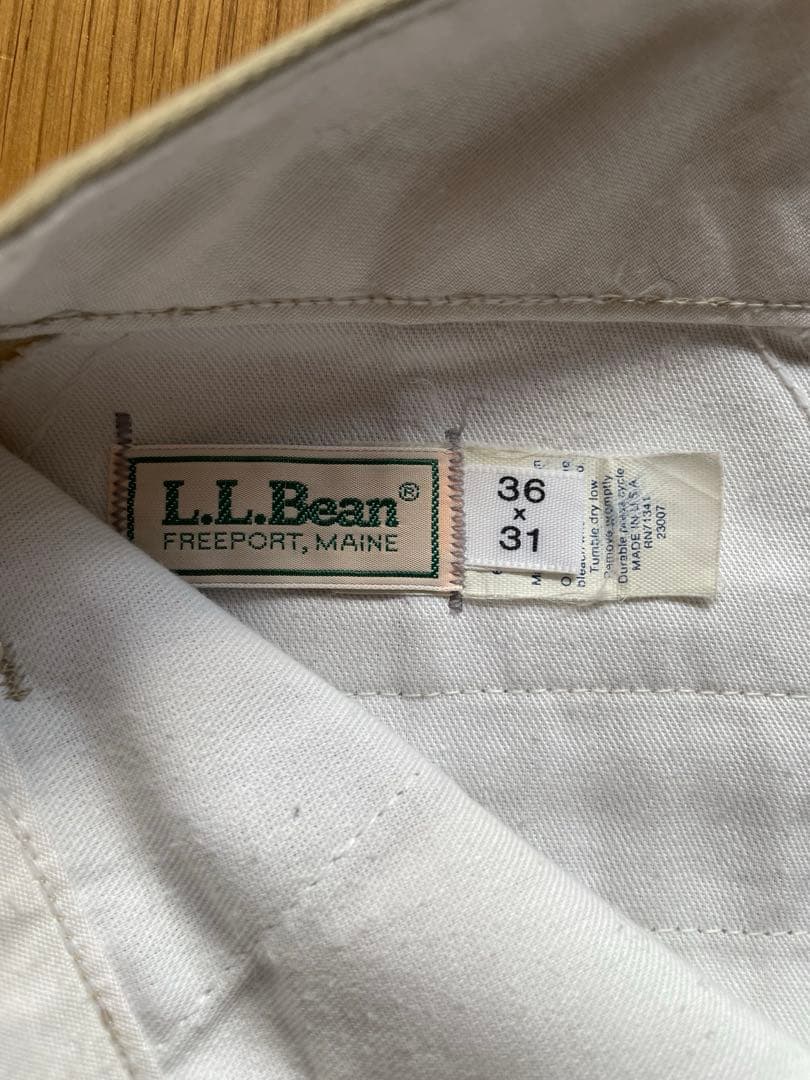 L.L.Bean®
FREEPORT, MAINE
36
x
31
Tumble dry low
Remove promptly
Durable press cycle
MADE IN U.S.A.
RN71341
23007